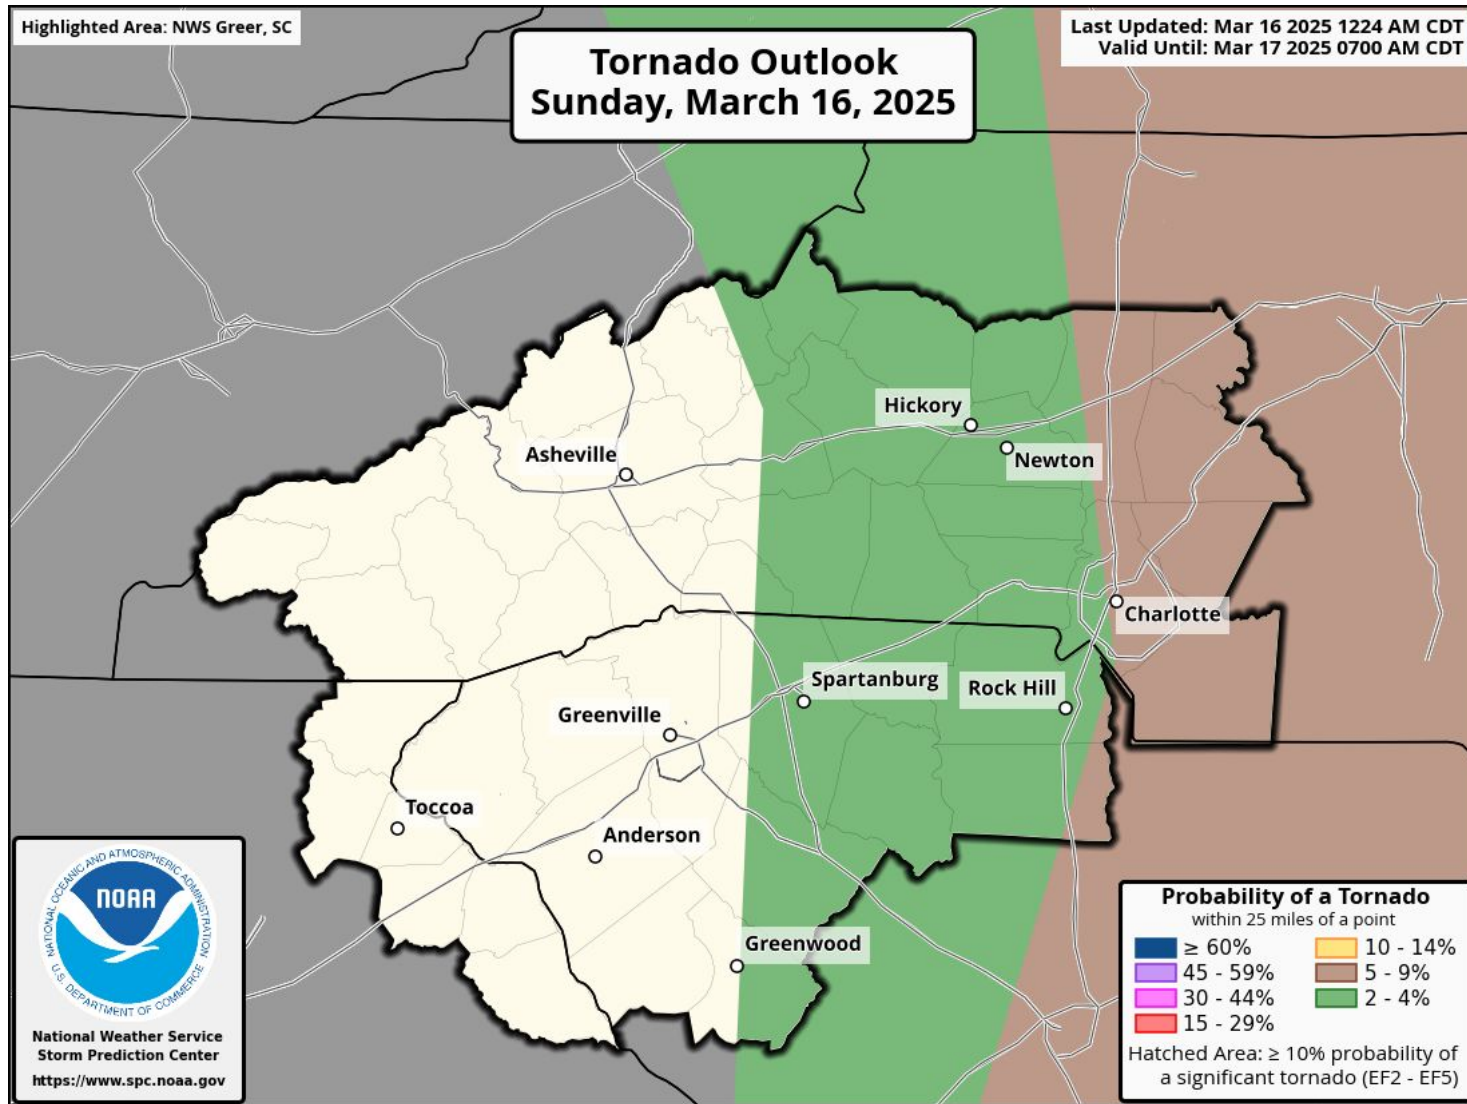 Highlighted Area: NWS Greer, SC
Tornado Outlook
Sunday, March 16, 2025
Last Updated: Mar 16 2025 1224 AM CDT
Valid Until: Mar 17 2025 0700 AM CDT
Hickory
Asheville
Newton
Charlotte
Spartanburg
Rock Hill
Greenville
Toccoa
Anderson
Greenwood
NATIONAL OCEANIC AND ATMOSPHERIC ADMINISTRATION
NOAA
U.S. DEPARTMENT OF COMMERCE
National Weather Service
Storm Prediction Center
https://www.spc.noaa.gov
Probability of a Tornado
within 25 miles of a point
≥ 60%
45 - 59%
30 - 44%
15 - 29%
10 - 14%
5 - 9%
2 - 4%
Hatched Area: ≥ 10% probability of
a significant tornado (EF2 - EF5)